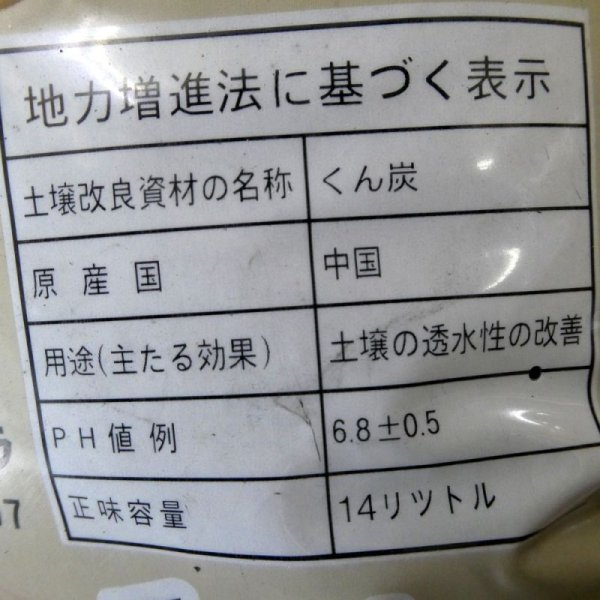 地力増進法に基づく表示
土壌改良資材の名称 くん炭
原産国 中国
用途(主たる効果) 土壌の透水性の改善
PH値例 6.8±0.5
正味容量 14リツトル